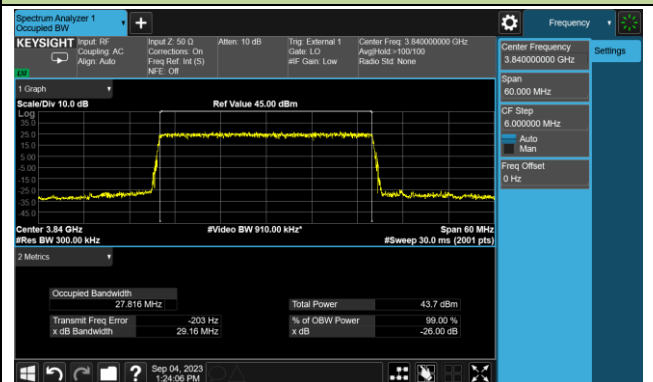 Spectrum Analyzer 1
Occupied BW
Frequency
KEYSIGHT
Input: RF
Coupling: AC
Align: Auto
Input Z: 50 Ω
Corrections: On
Freq Ref: Int (S)
NFE: Off
Atten: 10 dB
Trig: External 1
Gate: LO
#IF Gain: Low
Center Freq: 3.840000000 GHz
Avg|Hold:>100/100
Radio Std: None
LXI
1 Graph
Scale/Div 10.0 dB
Ref Value 45.00 dBm
Log
35.0
25.0
15.0
5.00
-5.00
-15.0
-25.0
-35.0
-45.0
Center 3.84 GHz
#Video BW 910.00 kHz*
Span 60 MHz
#Res BW 300.00 kHz
#Sweep 30.0 ms (2001 pts)
2 Metrics
Occupied Bandwidth
27.816 MHz
Total Power
43.7 dBm
Transmit Freq Error
-203 Hz
% of OBW Power
99.00 %
x dB Bandwidth
29.16 MHz
x dB
-26.00 dB
Sep 04, 2023
1:24:06 PM
Center Frequency
3.840000000 GHz
Settings
Span
60.000 MHz
CF Step
6.000000 MHz
Auto
Man
Freq Offset
0 Hz